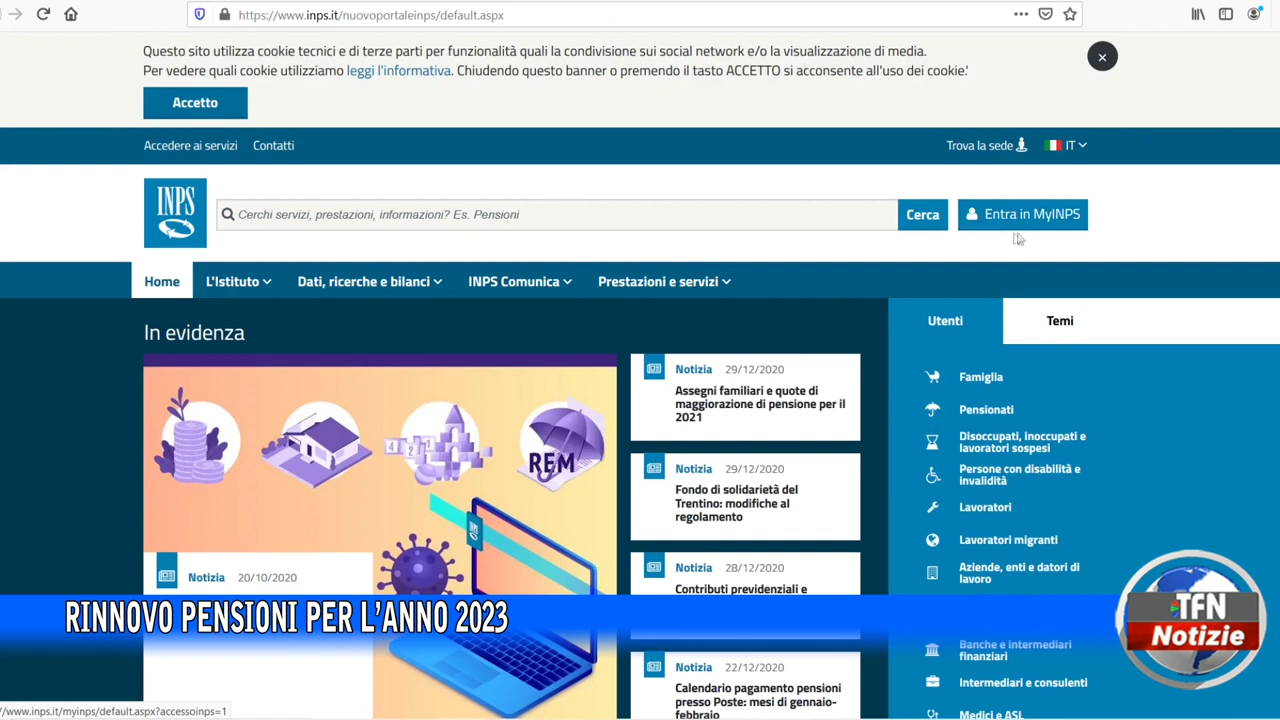 https://www.inps.it/nuovoportaleinps/default.aspx
Questo sito utilizza cookie tecnici e di terze parti per funzionalità quali la condivisione sui social network e/o la visualizzazione di media.
Per vedere quali cookie utilizziamo leggi l'informativa. Chiudendo questo banner o premendo il tasto ACCETTO si acconsente all'uso dei cookie.'
Accetto
Accedere ai servizi Contatti Trova la sede IT
INPS
Cerchi servizi, prestazioni, informazioni? Es. Pensioni
Cerca
Entra in MyINPS
Home L'Istituto Dati, ricerche e bilanci INPS Comunica Prestazioni e servizi
In evidenza
REM
Notizia 20/10/2020
Notizia 29/12/2020
Assegni familiari e quote di
maggiorazione di pensione per il
2021
Notizia 29/12/2020
Fondo di solidarietà del
Trentino: modifiche al
regolamento
Notizia 28/12/2020
Contributi previdenziali e
Notizia 22/12/2020
Calendario pagamento pensioni
presso Poste: mesi di gennaio-
febbraio
Utenti Temi
Famiglia
Pensionati
Disoccupati, inoccupati e
lavoratori sospesi
Persone con disabilità e
invalidità
Lavoratori
Lavoratori migranti
Aziende, enti e datori di
lavoro
Banche e intermediari
finanziari
Intermediari e consulenti
Medici e ASL
RINNOVO PENSIONI PER L'ANNO 2023
TFN
Notizie
//www.inps.it/myinps/default.aspx?accessoinps=1